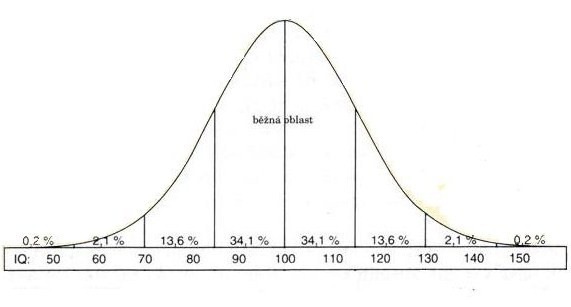 běžná oblast
0,2 % 2,1 % 13,6 % 34,1 % 34,1 % 13,6 % 2,1 % 0,2 %
IQ: 50 60 70 80 90 100 110 120 130 140 150